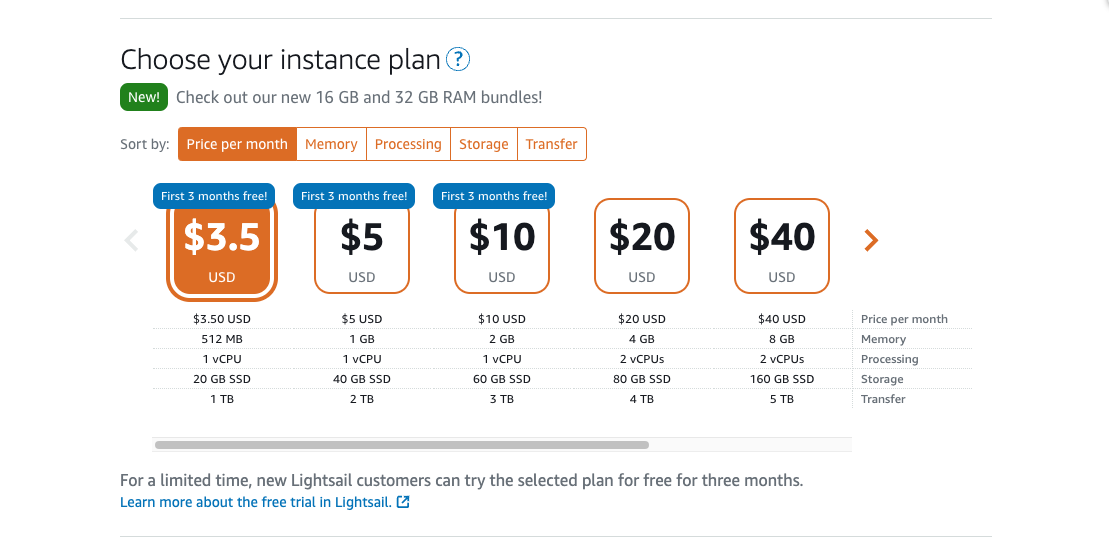 Choose your instance plan ?
New! Check out our new 16 GB and 32 GB RAM bundles!
Sort by: Price per month Memory Processing Storage Transfer
First 3 months free! First 3 months free! First 3 months free!
$3.5 $5 $10 $20 $40
USD USD USD USD USD
$3.50 USD $5 USD $10 USD $20 USD $40 USD Price per month
512 MB 1 GB 2 GB 4 GB 8 GB Memory
1 vCPU 1 vCPU 1 vCPU 2 vCPUs 2 vCPUs Processing
20 GB SSD 40 GB SSD 60 GB SSD 80 GB SSD 160 GB SSD Storage
1 TB 2 TB 3 TB 4 TB 5 TB Transfer
For a limited time, new Lightsail customers can try the selected plan for free for three months.
Learn more about the free trial in Lightsail.